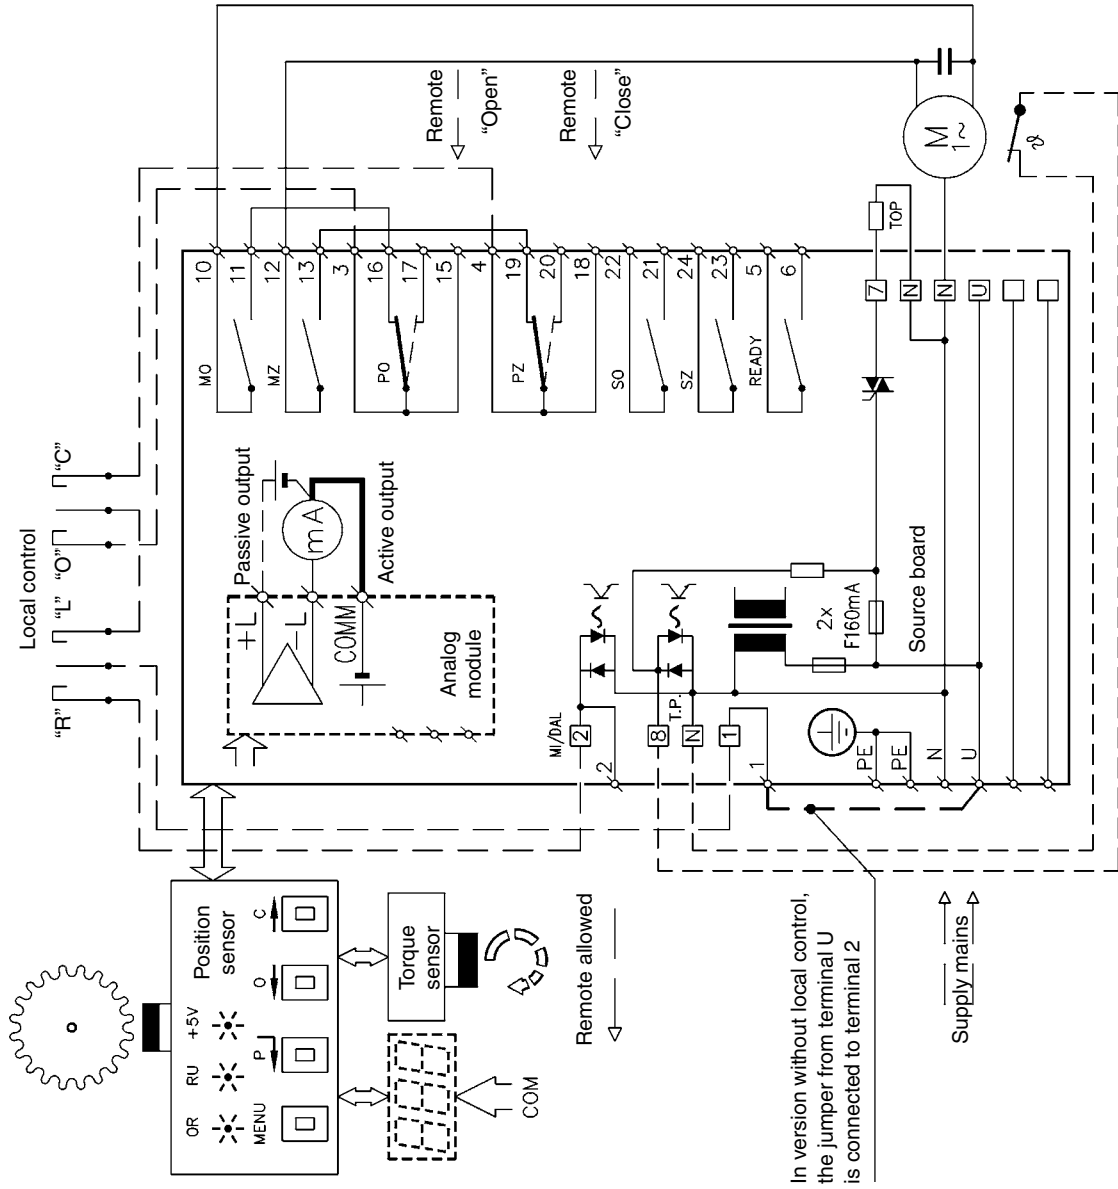 Local control
"R"
"L"
"O"
"C"
Remote
"Open"
Remote
"Close"
M
1~
ϑ
10
11
12
13
3
16
17
15
4
19
20
18
22
21
24
23
5
6
TOP
MO
MZ
PO
PZ
SO
SZ
READY
7
N
N
U
Passive output
mA
Active output
+L
-L
COMM
Analog
module
Source board
2x
F160mA
MI/DAL
2
8
T.P.
N
1
2
1
PE
PE
N
U
Position
sensor
+5V
RU
OR
C
O
P
MENU
Torque
sensor
COM
Remote allowed
Supply mains
In version without local control,
the jumper from terminal U
is connected to terminal 2